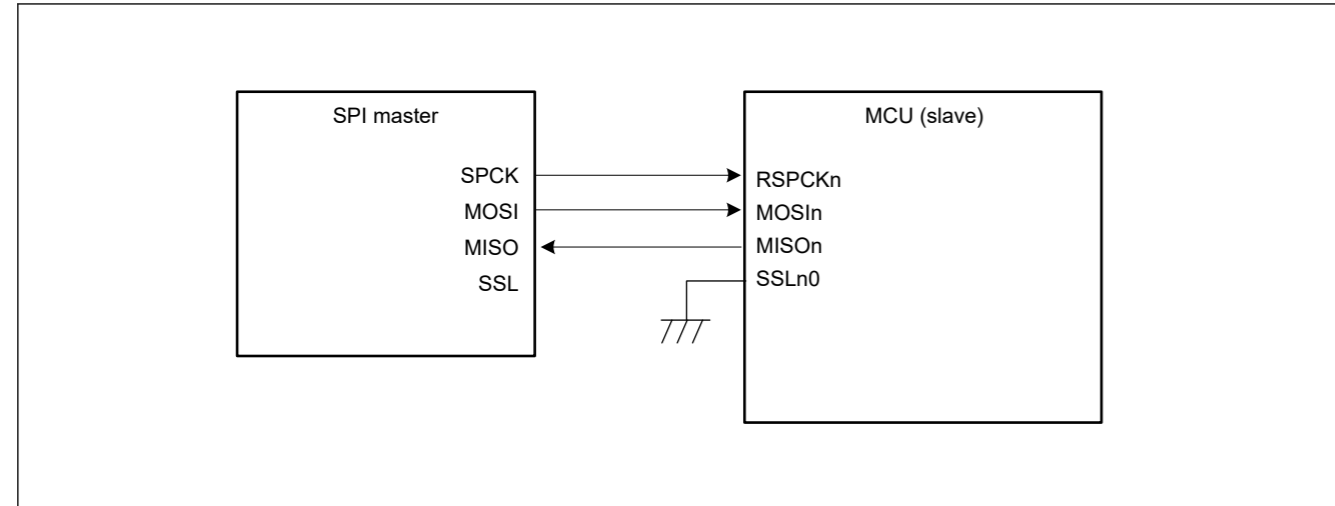 SPI master
SPCK
MOSI
MISO
SSL
MCU (slave)
RSPCKn
MOSIn
MISOn
SSLn0